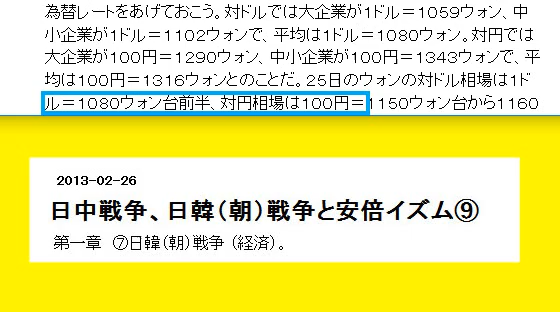 為替レートをあげておこう。対ドルでは大企業が1ドル=1059ウォン、中
小企業が1ドル=1102ウォンで、平均は1ドル=1080ウォン。対円では
大企業が100円=1290ウォン、中小企業が100円=1343ウォンで、平
均は100円=1316ウォンとのことだ。25日のウォンの対ドル相場は1ド
ル=1080ウォン台前半、対円相場は100円=1150ウォン台から1160
2013-02-26
日中戦争、日韓(朝)戦争と安倍イズム⑨
第一章 ⑦日韓(朝)戦争 (経済)。